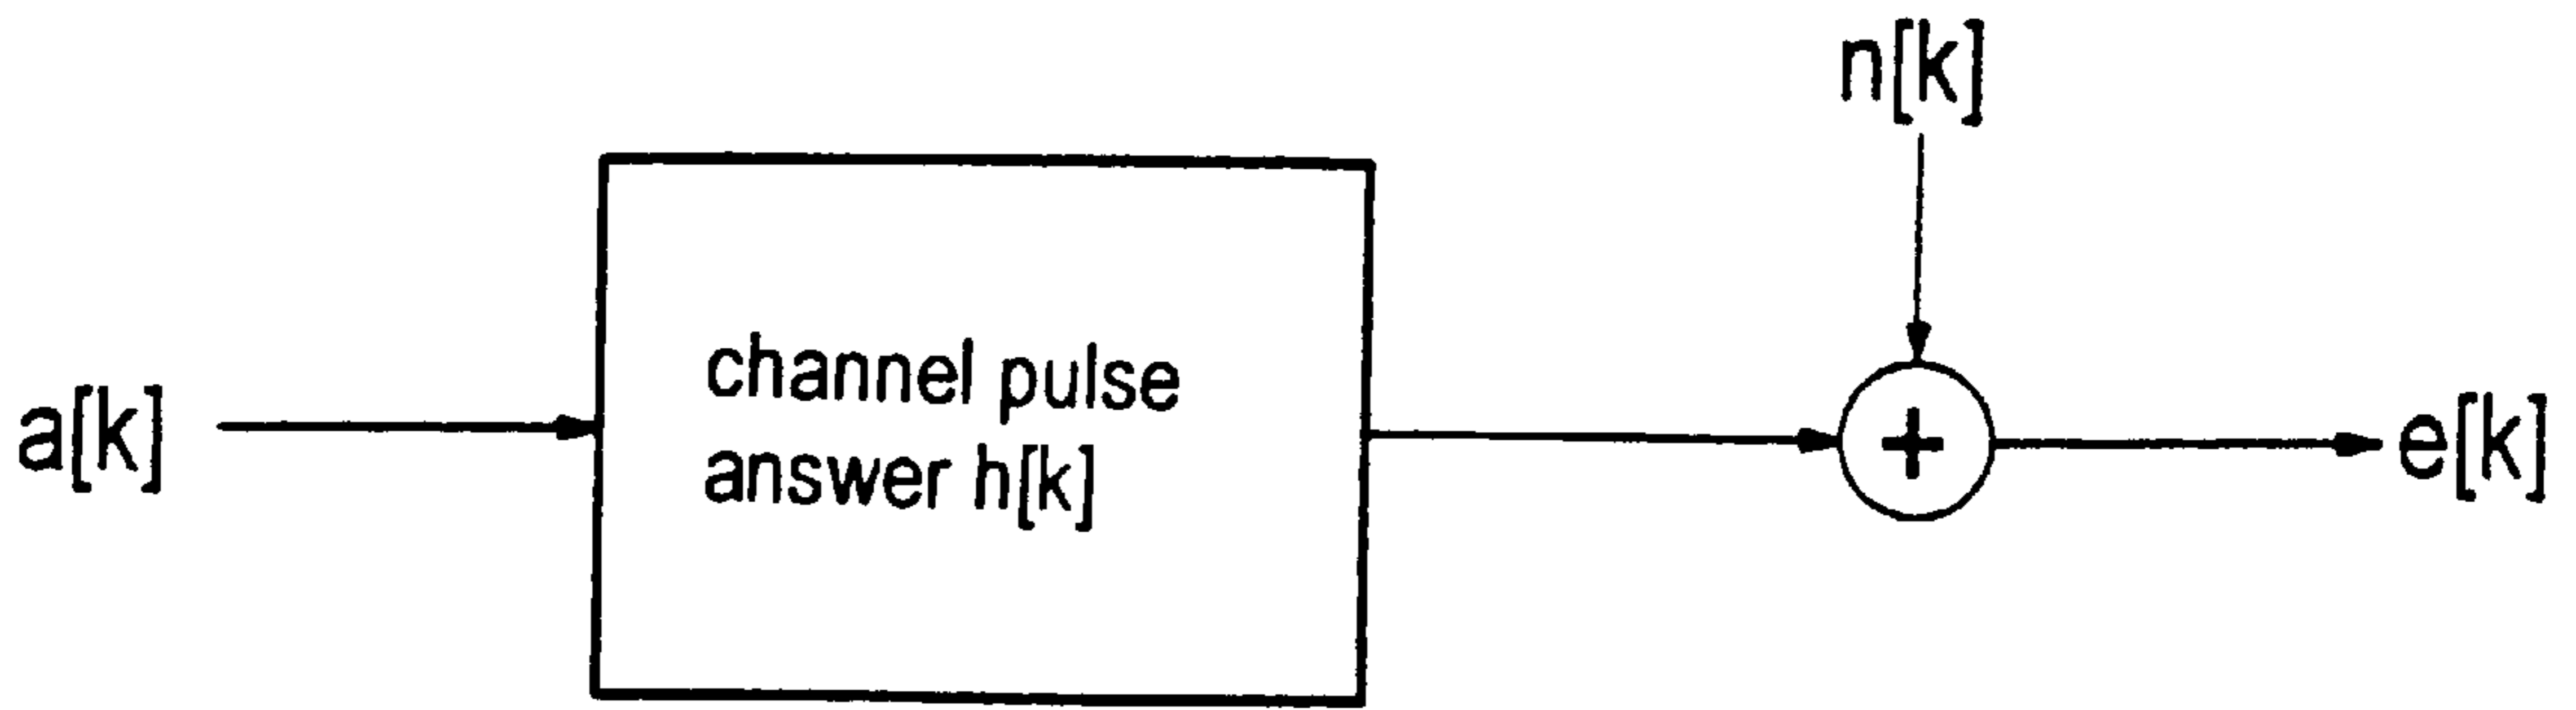 n[k]
a[k]
channel pulse
answer h[k]
+
e[k]